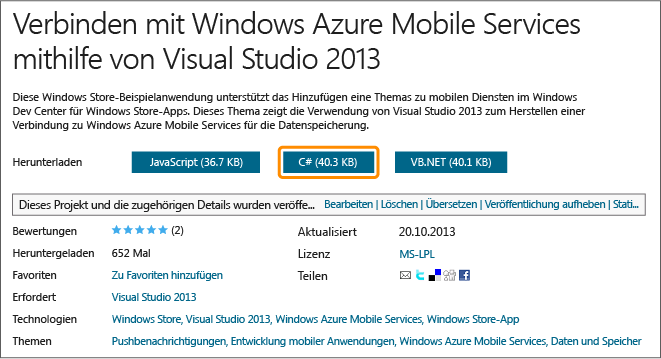 Verbinden mit Windows Azure Mobile Services
mithilfe von Visual Studio 2013
Diese Windows Store-Beispielanwendung unterstützt das Hinzufügen eine Themas zu mobilen Diensten im Windows
Dev Center für Windows Store-Apps. Dieses Thema zeigt die Verwendung von Visual Studio 2013 zum Herstellen einer
Verbindung zu Windows Azure Mobile Services für die Datenspeicherung.
Herunterladen JavaScript (36.7 KB) C# (40.3 KB) VB.NET (40.1 KB)
Dieses Projekt und die zugehörigen Details wurden veröffe... Bearbeiten | Löschen | Übersetzen | Veröffentlichung aufheben | Stati...
Bewertungen (2) Aktualisiert 20.10.2013
Heruntergeladen 652 Mal Lizenz MS-LPL
Favoriten Zu Favoriten hinzufügen Teilen
Erfordert Visual Studio 2013
Technologien Windows Store, Visual Studio 2013, Windows Azure Mobile Services, Windows Store-App
Themen Pushbenachrichtigungen, Entwicklung mobiler Anwendungen, Windows Azure Mobile Services, Daten und Speicher